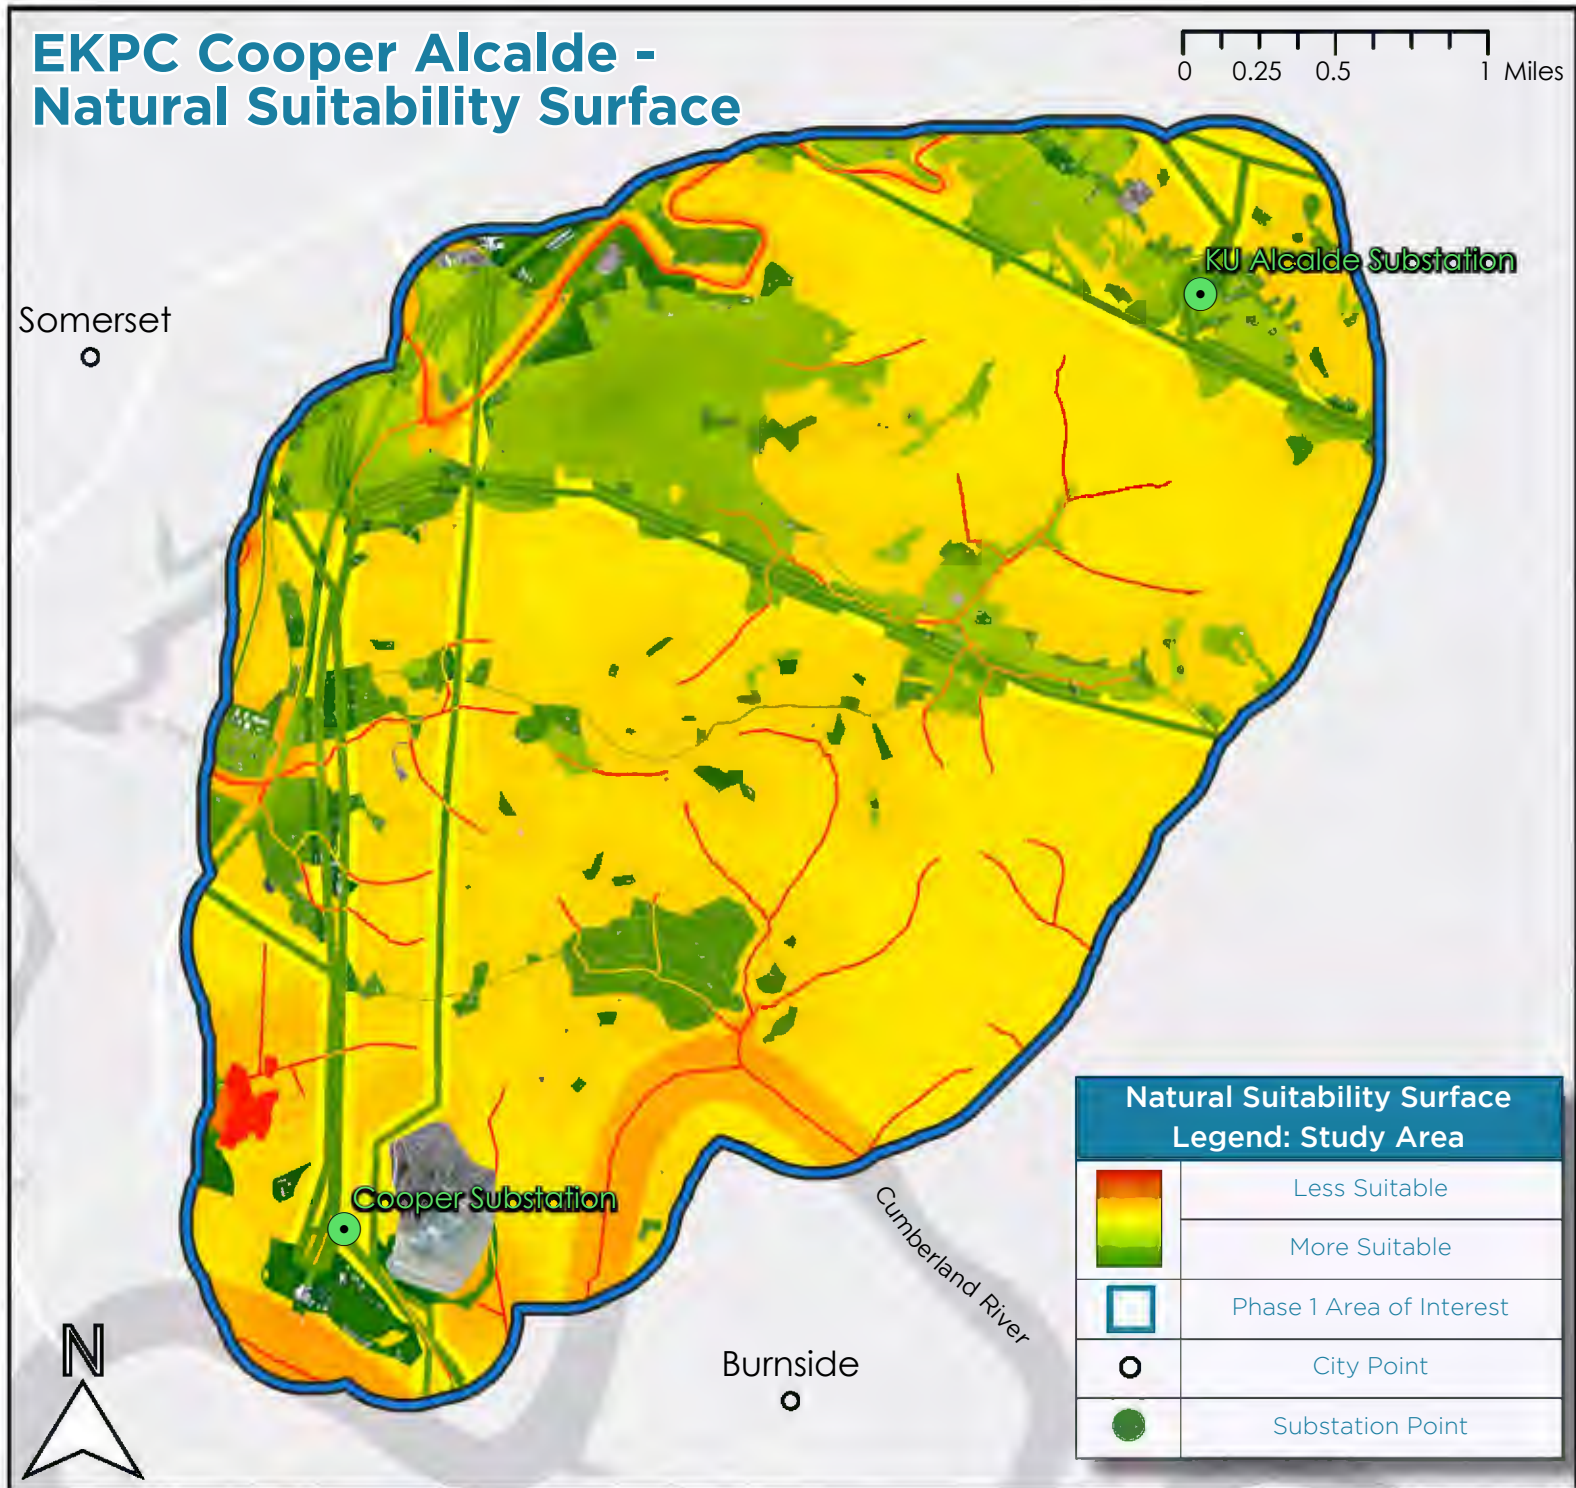 EKPC Cooper Alcalde -
Natural Suitability Surface
0 0.25 0.5 1 Miles
KU Alcalde Substation
Somerset
Cooper Substation
Cumberland River
Burnside
N
Natural Suitability Surface
Legend: Study Area
Less Suitable
More Suitable
Phase 1 Area of Interest
City Point
Substation Point